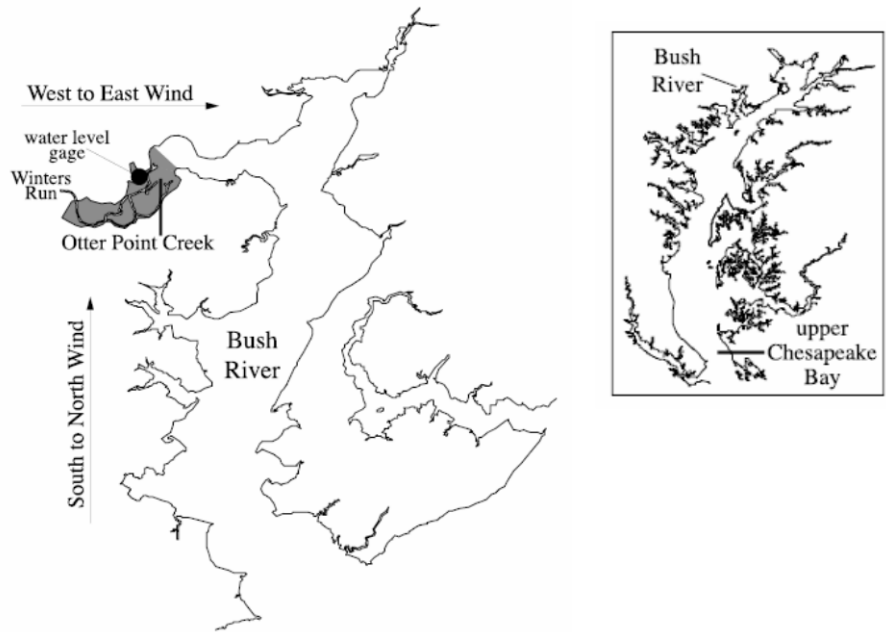 West to East Wind
water level
gage
Winters
Run
Otter Point Creek
South to North Wind
Bush
River
Bush
River
upper
Chesapeake
Bay